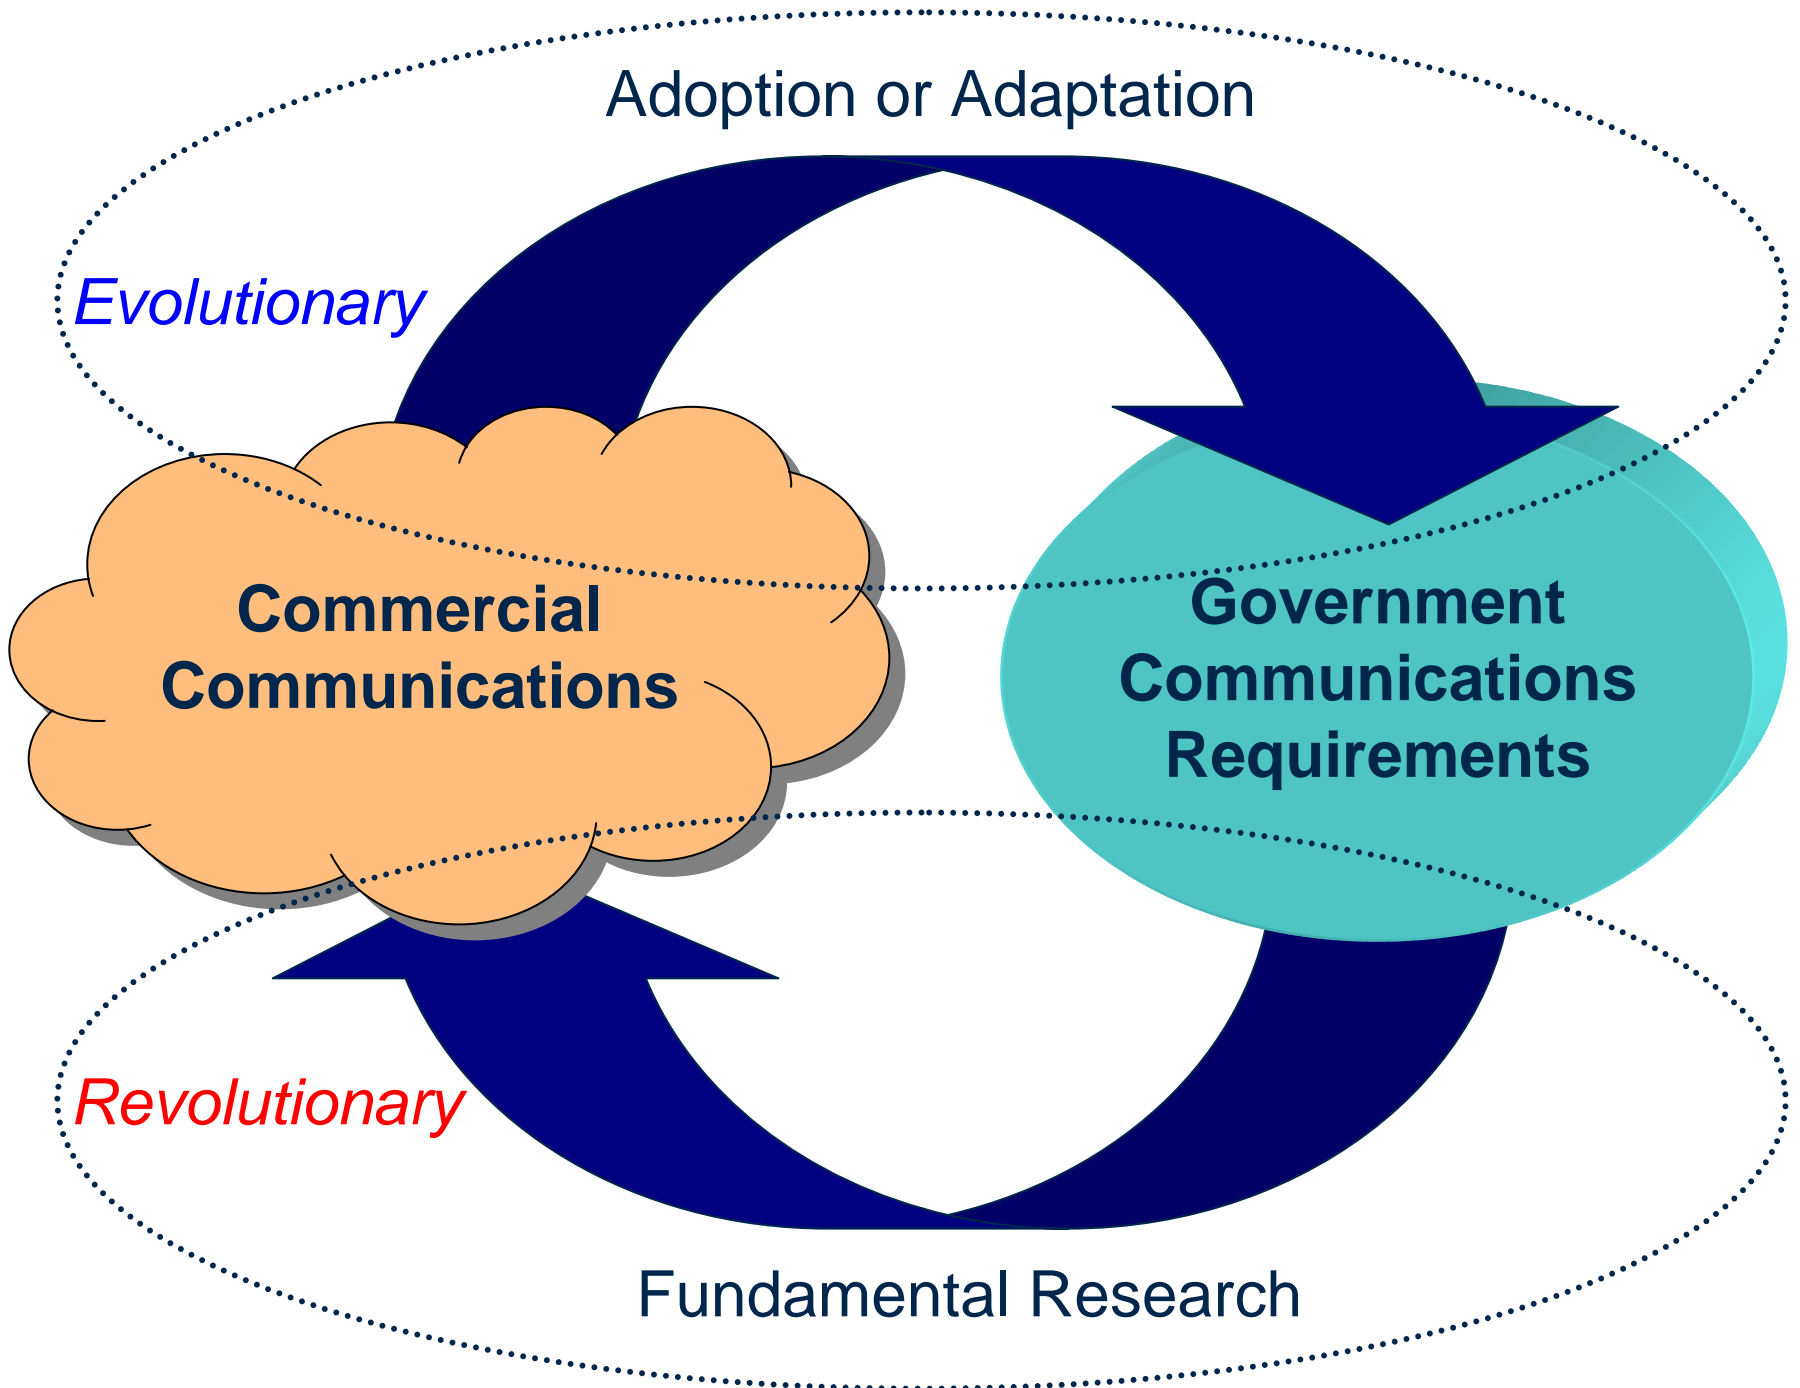 Adoption or Adaptation
Evolutionary
Commercial
Communications
Government
Communications
Requirements
Revolutionary
Fundamental Research